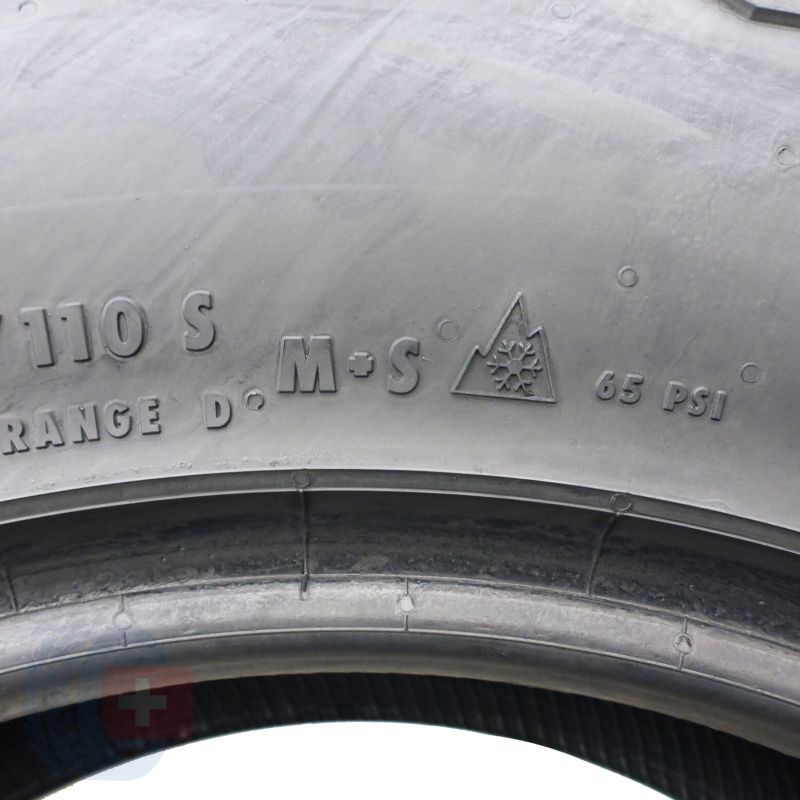 /110 S M+S 65 PSI
RANGE D